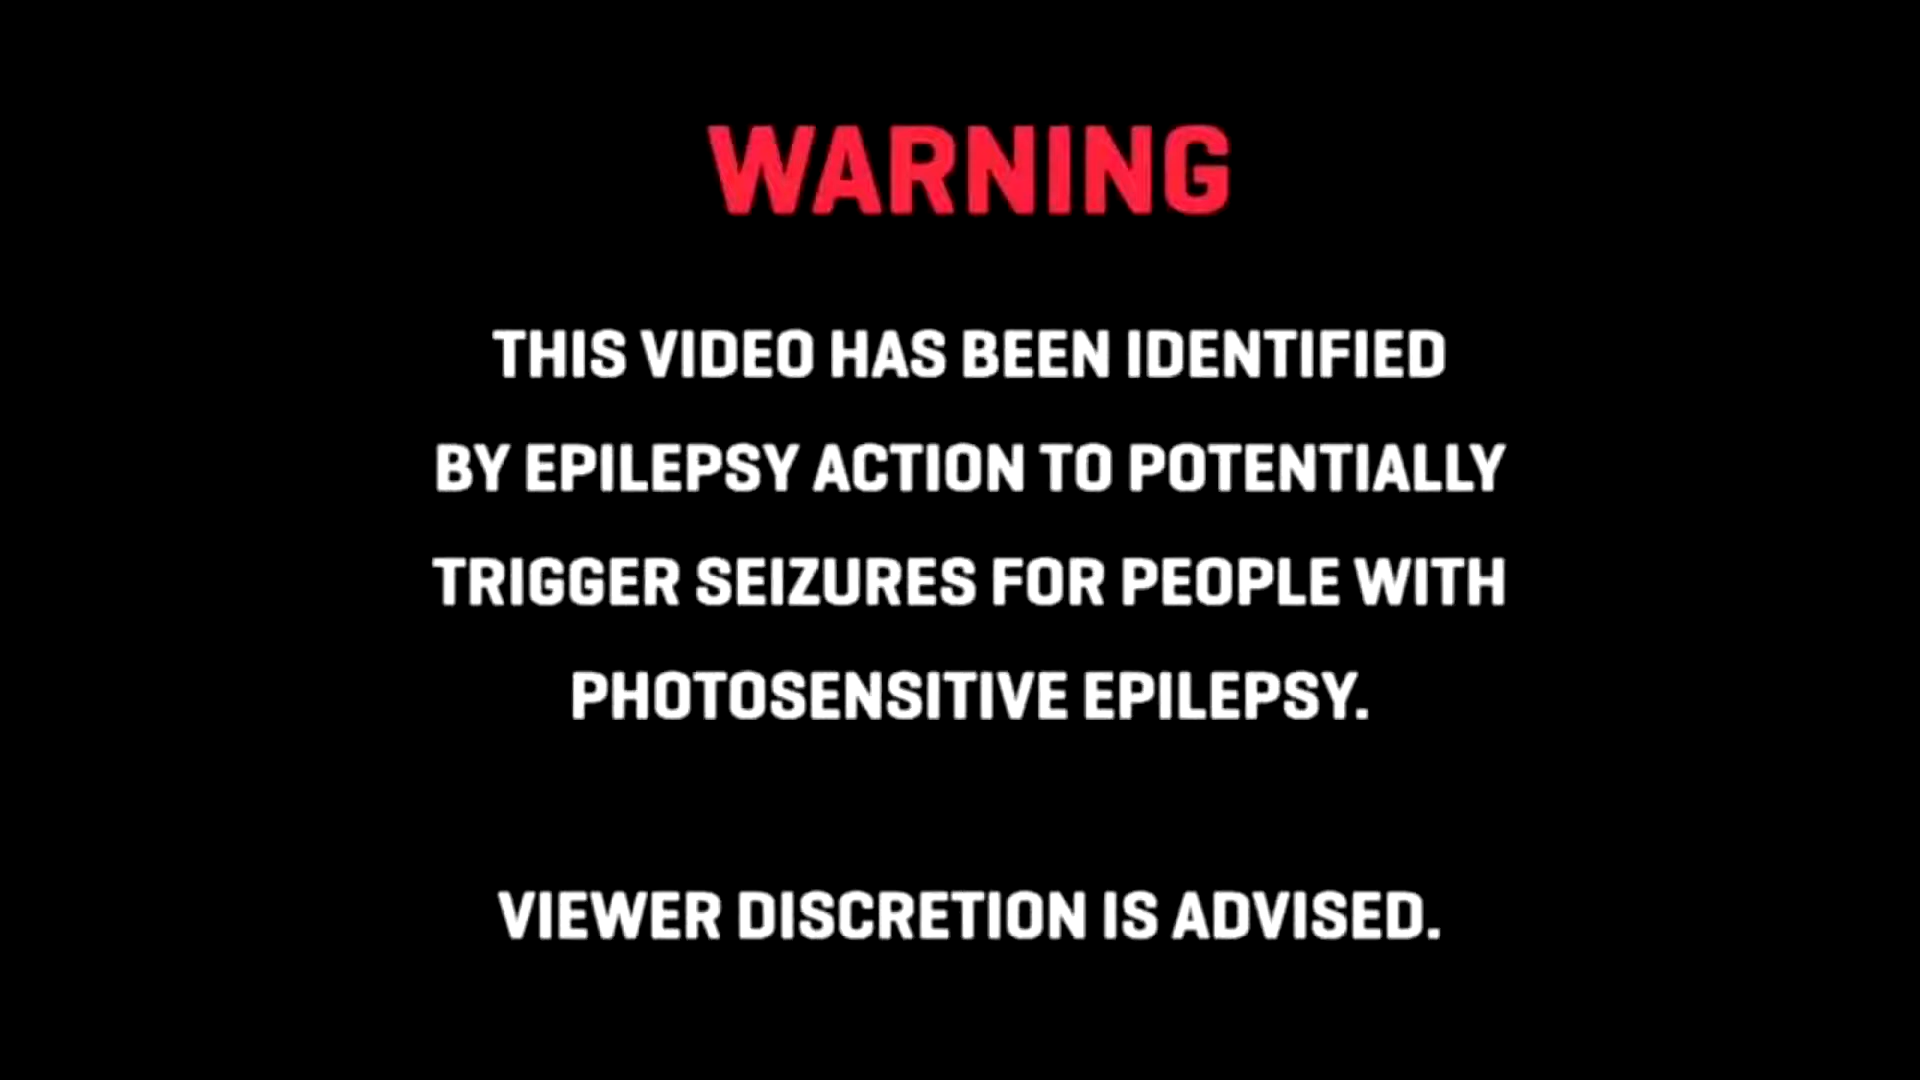 WARNING
THIS VIDEO HAS BEEN IDENTIFIED
BY EPILEPSY ACTION TO POTENTIALLY
TRIGGER SEIZURES FOR PEOPLE WITH
PHOTOSENSITIVE EPILEPSY.
VIEWER DISCRETION IS ADVISED.